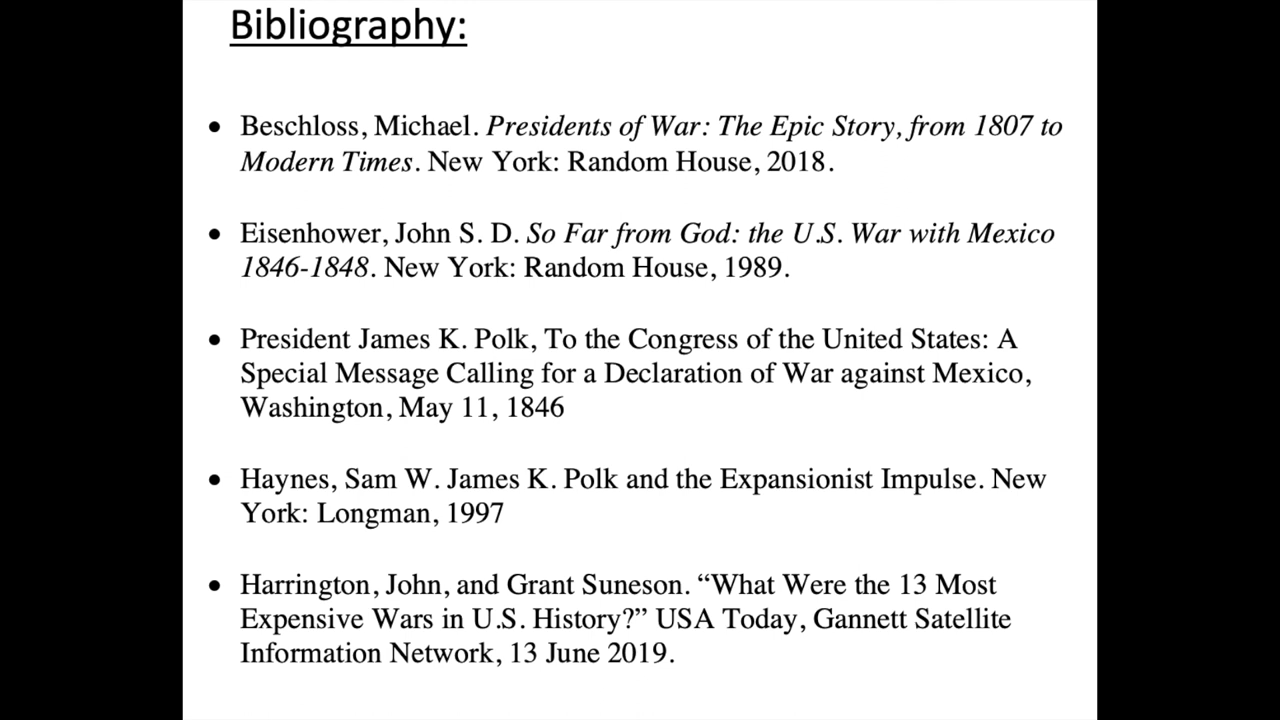 Bibliography:
• Beschloss, Michael. Presidents of War: The Epic Story, from 1807 to
Modern Times. New York: Random House, 2018.
• Eisenhower, John S. D. So Far from God: the U.S. War with Mexico
1846-1848. New York: Random House, 1989.
• President James K. Polk, To the Congress of the United States: A
Special Message Calling for a Declaration of War against Mexico,
Washington, May 11, 1846
• Haynes, Sam W. James K. Polk and the Expansionist Impulse. New
York: Longman, 1997
• Harrington, John, and Grant Suneson. “What Were the 13 Most
Expensive Wars in U.S. History?” USA Today, Gannett Satellite
Information Network, 13 June 2019.